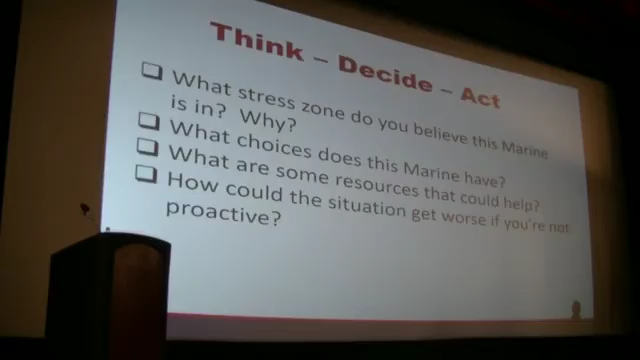 Think – Decide – Act
❑ What stress zone do you believe this Marine
is in? Why?
❑ What choices does this Marine have?
❑ What are some resources that could help?
❑ How could the situation get worse if you're not
proactive?